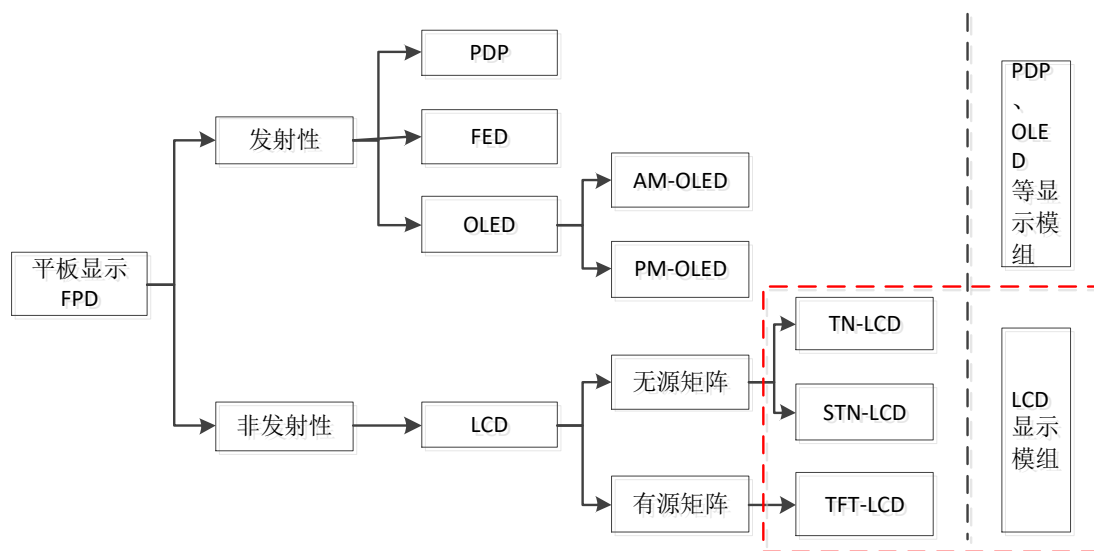 PDP
发射性
FED
AM-OLED
OLED
PM-OLED
平板显示
FPD
TN-LCD
无源矩阵
STN-LCD
非发射性
LCD
有源矩阵
TFT-LCD
PDP
、
OLE
D
等显
示模
组
LCD
显示
模组